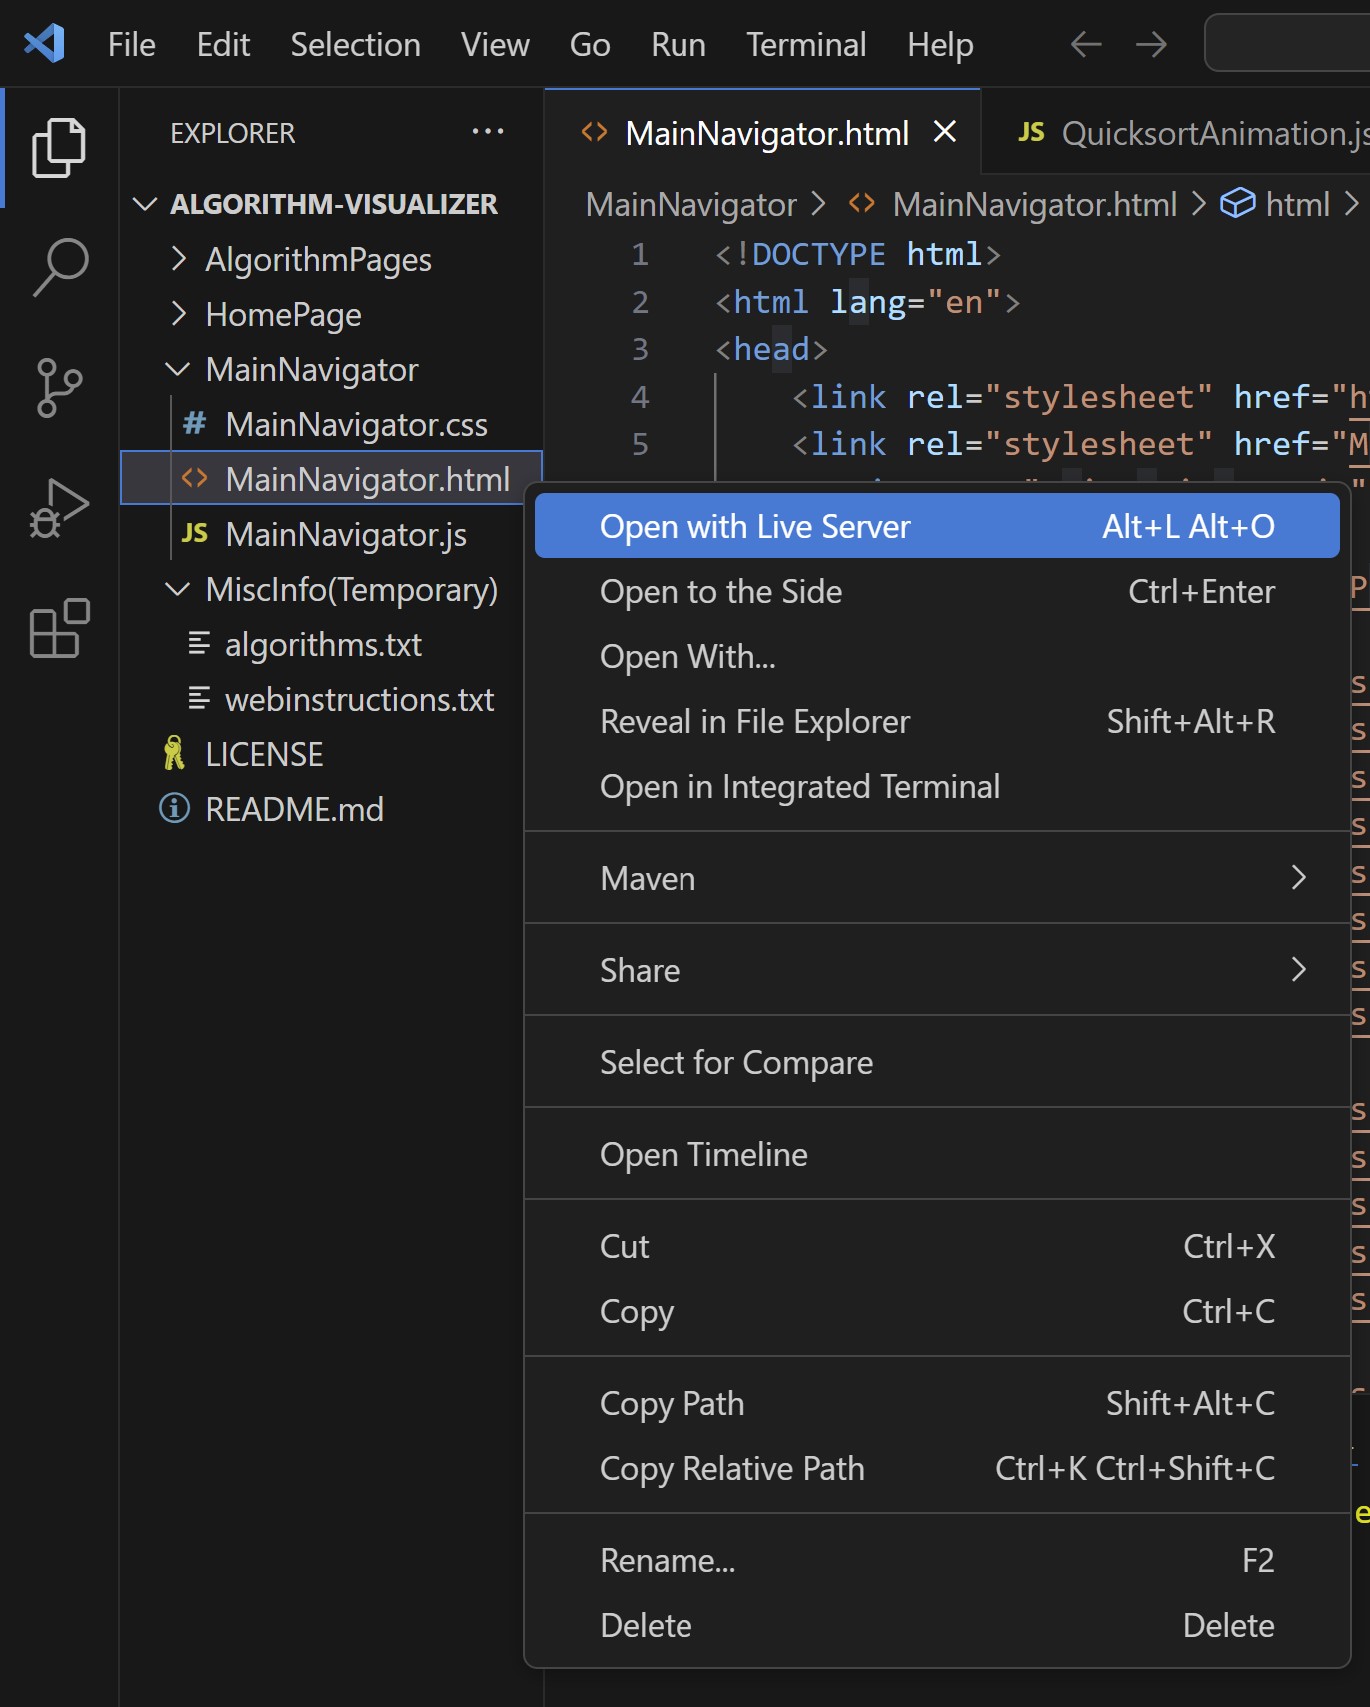 File Edit Selection View Go Run Terminal Help
EXPLORER
ALGORITHM-VISUALIZER
AlgorithmPages
HomePage
MainNavigator
# MainNavigator.css
<> MainNavigator.html
JS MainNavigator.js
MiscInfo(Temporary)
algorithms.txt
webinstructions.txt
LICENSE
README.md
<> MainNavigator.html × JS QuicksortAnimation.js
MainNavigator > <> MainNavigator.html > html >
1 <!DOCTYPE html>
2 <html lang="en">
3 <head>
4 <link rel="stylesheet" href="h
5 <link rel="stylesheet" href="M
Open with Live Server Alt+L Alt+O
Open to the Side Ctrl+Enter
Open With...
Reveal in File Explorer Shift+Alt+R
Open in Integrated Terminal
Maven >
Share >
Select for Compare
Open Timeline
Cut Ctrl+X
Copy Ctrl+C
Copy Path Shift+Alt+C
Copy Relative Path Ctrl+K Ctrl+Shift+C
Rename... F2
Delete Delete